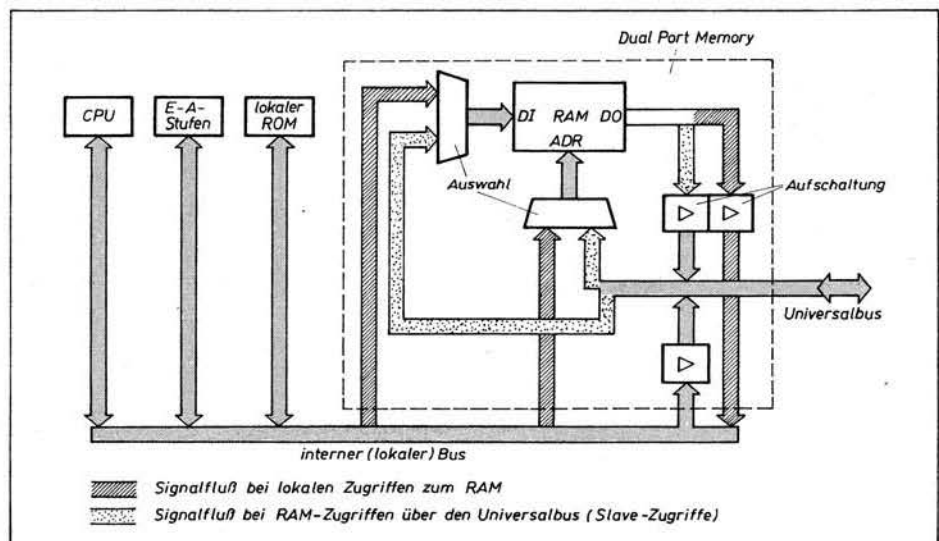 Dual Port Memory
CPU
E-A-
Stufen
lokaler
ROM
DI RAM DO
ADR
Auswahl
Aufschaltung
Universalbus
interner (lokaler) Bus
Signalfluß bei lokalen Zugriffen zum RAM
Signalfluß bei RAM-Zugriffen über den Universalbus (Slave-Zugriffe)